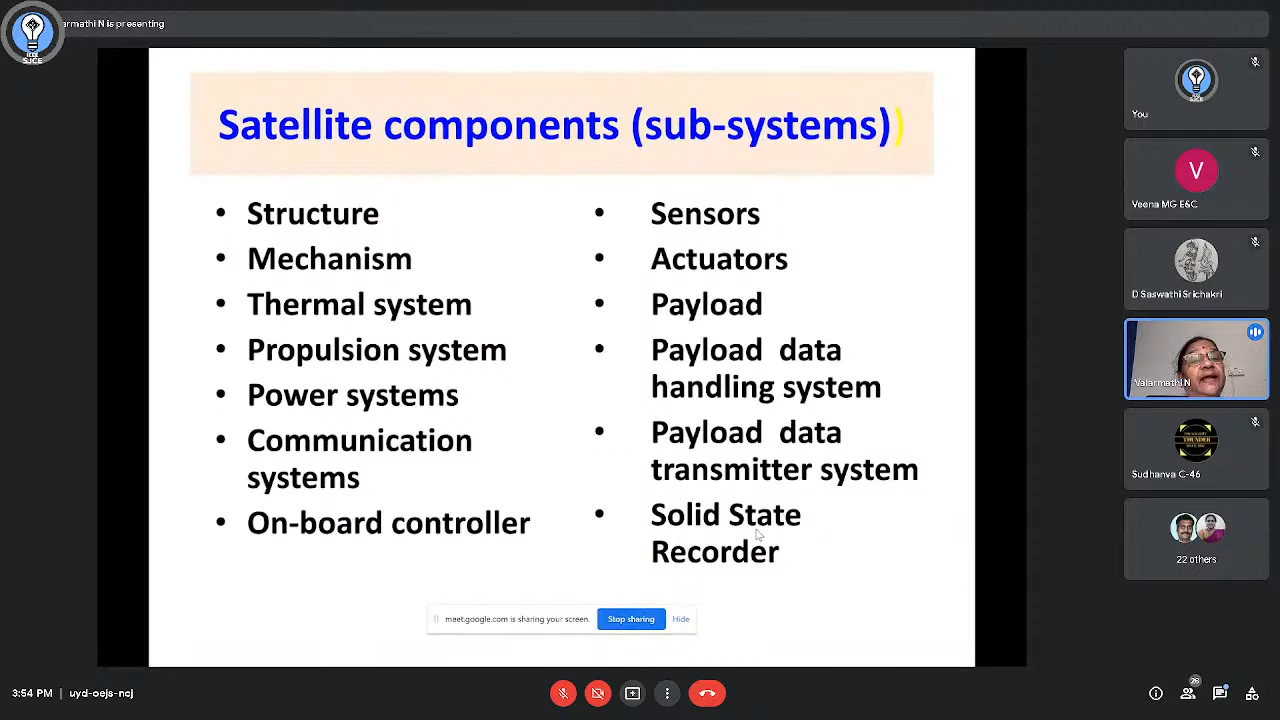 armathi N is presenting
SJCE
Satellite components (sub-systems))
• Structure
• Mechanism
• Thermal system
• Propulsion system
• Power systems
• Communication
systems
• On-board controller
• Sensors
• Actuators
• Payload
• Payload data
handling system
• Payload data
transmitter system
• Solid State
Recorder
meet.google.com is sharing your screen.
Stop sharing
Hide
You
V
Veena MG E&C
D Saswathi Srichakri
Valarmathi N
THUNDER
Sudhanva C-46
22 others
3:54 PM | uyd-oejs-ncj
26